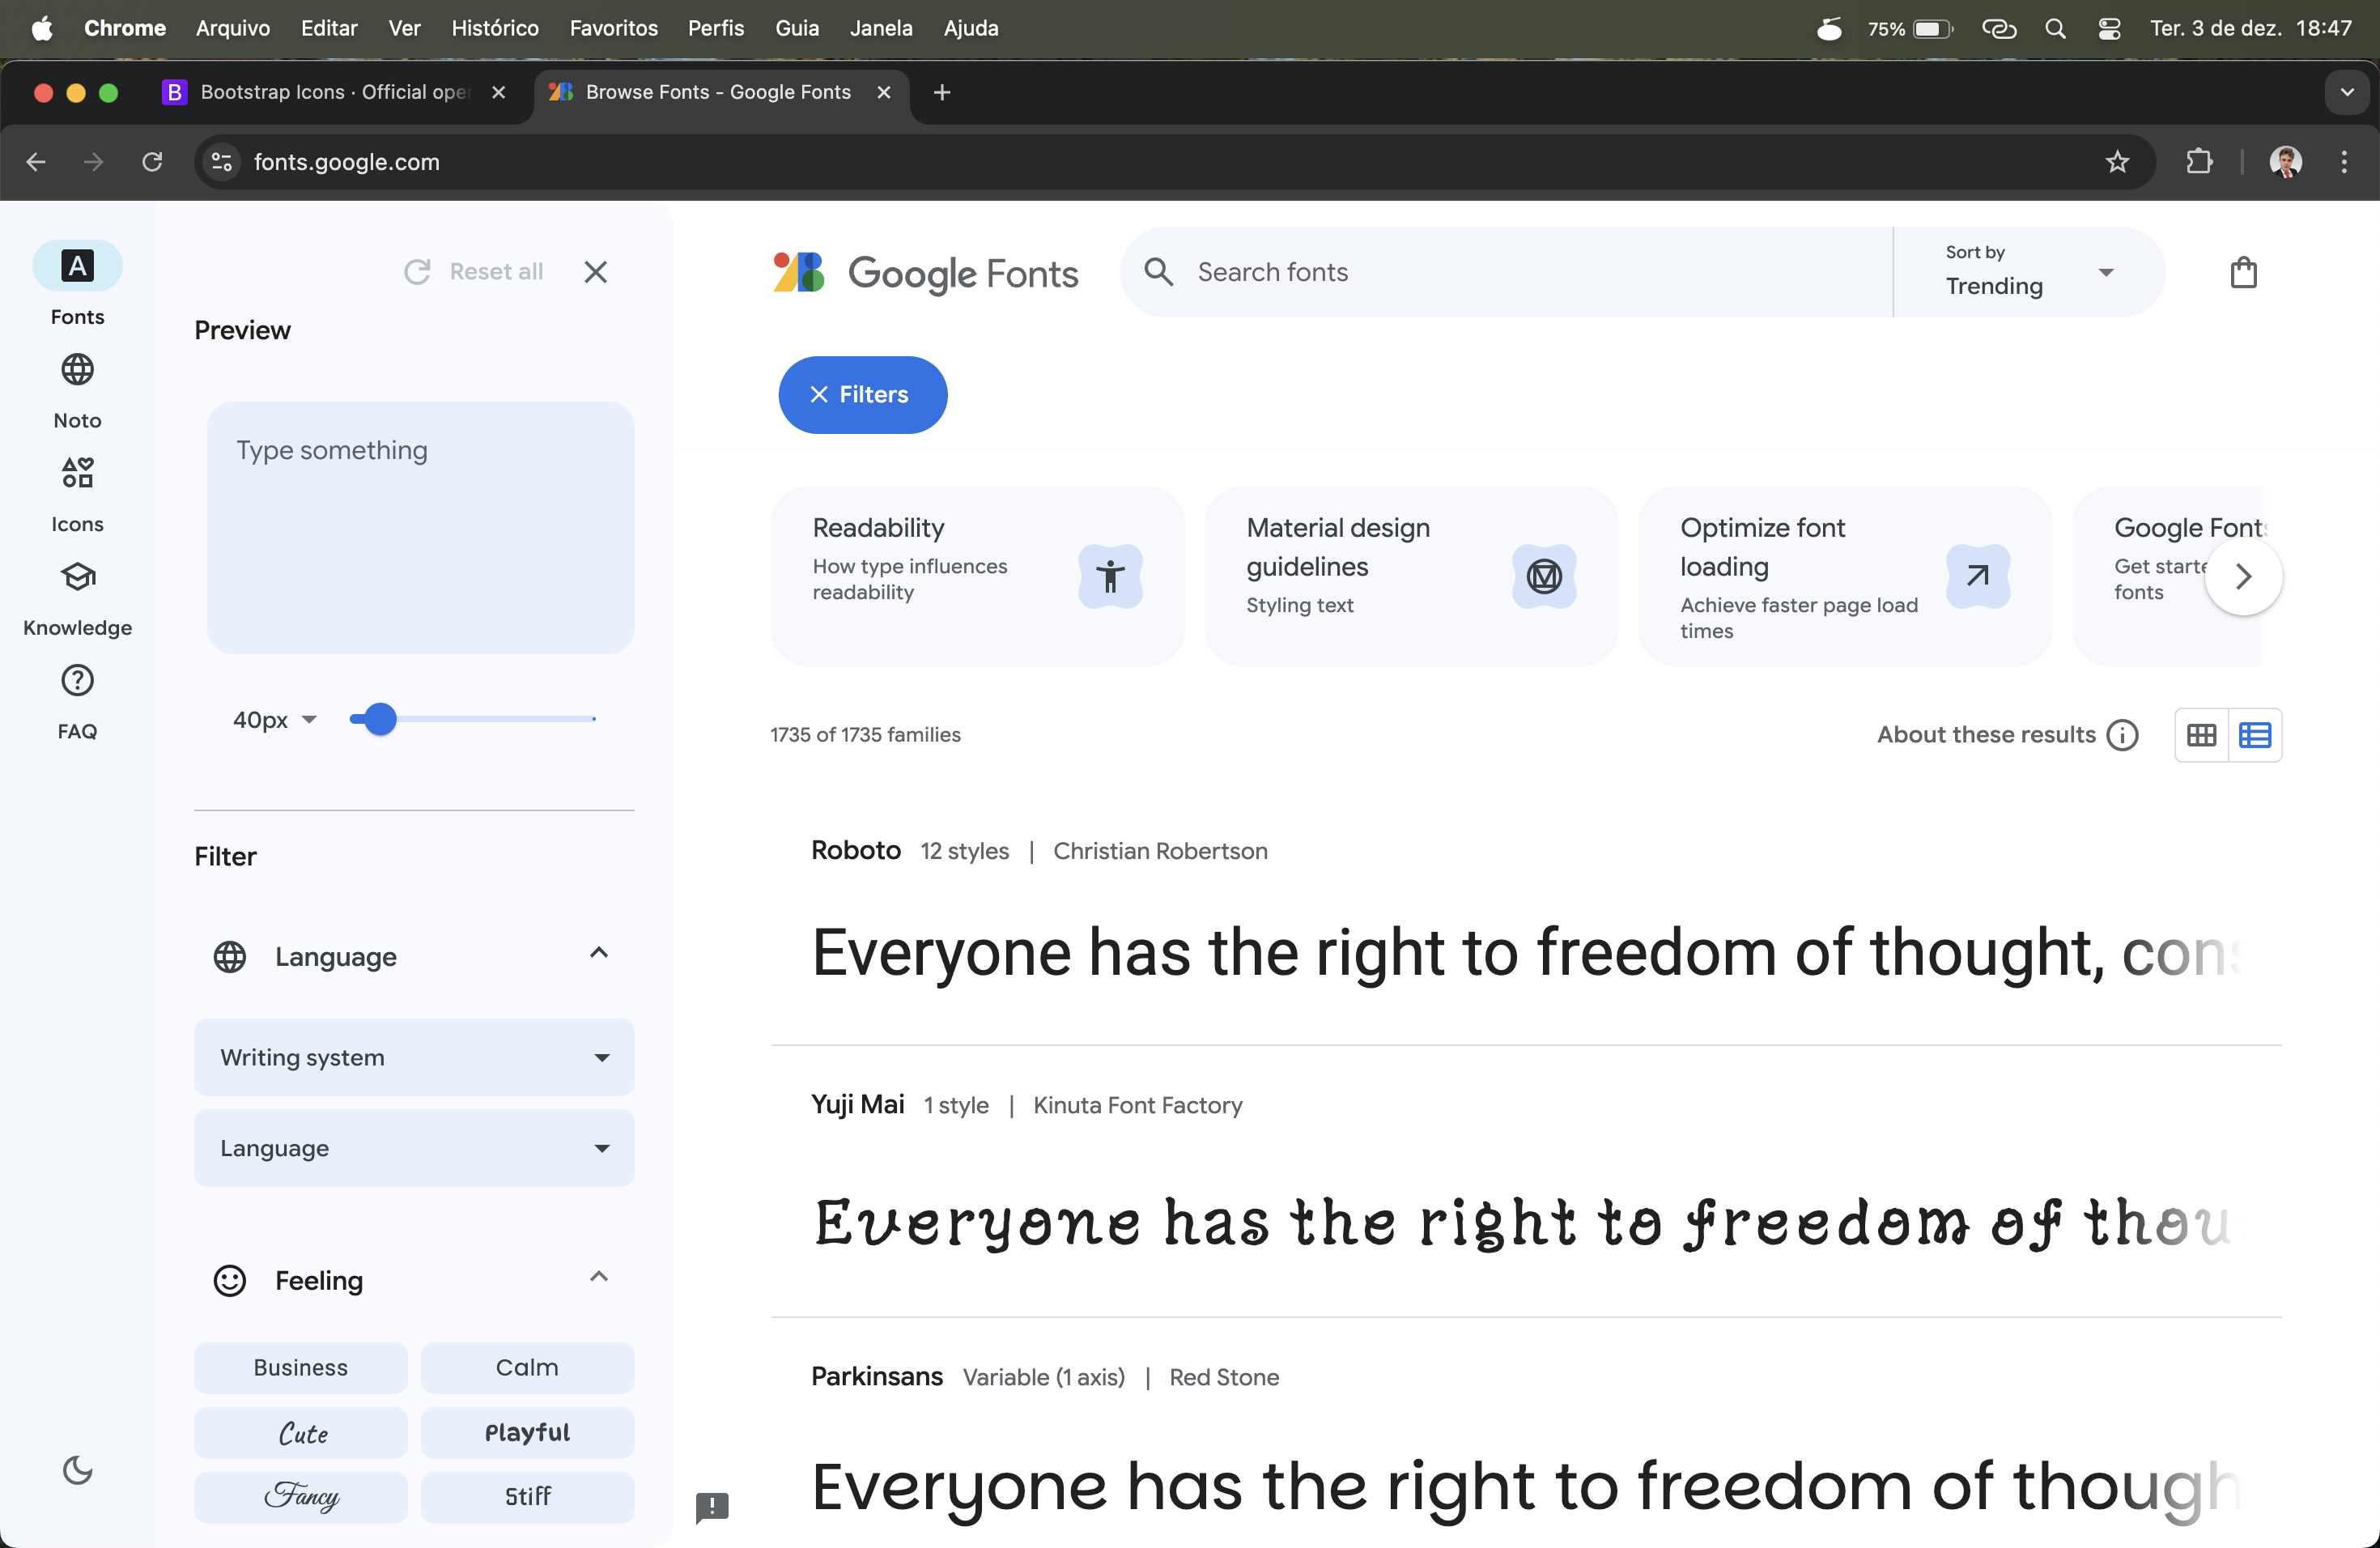 Chrome Arquivo Editar Ver Histórico Favoritos Perfis Guia Janela Ajuda 75% Ter. 3 de dez. 18:47
B Bootstrap Icons · Official ope Browse Fonts - Google Fonts
fonts.google.com
A
Fonts
Noto
Icons
Knowledge
FAQ
Reset all
Preview
Type something
40px
Filter
Language
Writing system
Language
Feeling
Business Calm
Cute Playful
Fancy Stiff
Google Fonts
Search fonts
Sort by
Trending
Filters
Readability
How type influences
readability
Material design
guidelines
Styling text
Optimize font
loading
Achieve faster page load
times
Google Fonts
Get starte
fonts
1735 of 1735 families
About these results
Roboto 12 styles | Christian Robertson
Everyone has the right to freedom of thought, cons
Yuji Mai 1 style | Kinuta Font Factory
Everyone has the right to freedom of thou
Parkinsans Variable (1 axis) | Red Stone
Everyone has the right to freedom of though